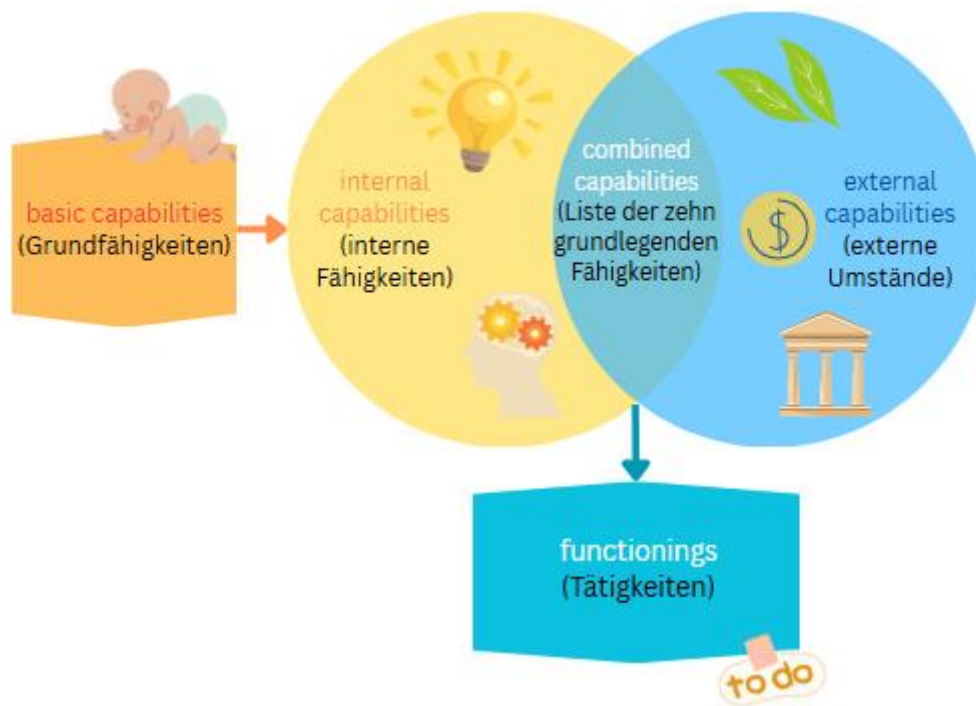 basic capabilities
(Grundfähigkeiten)
internal
capabilities
(interne
Fähigkeiten)
combined
capabilities
(Liste der zehn
grundlegenden
Fähigkeiten)
external
capabilities
(externe
Umstände)
$
functionings
(Tätigkeiten)
to do